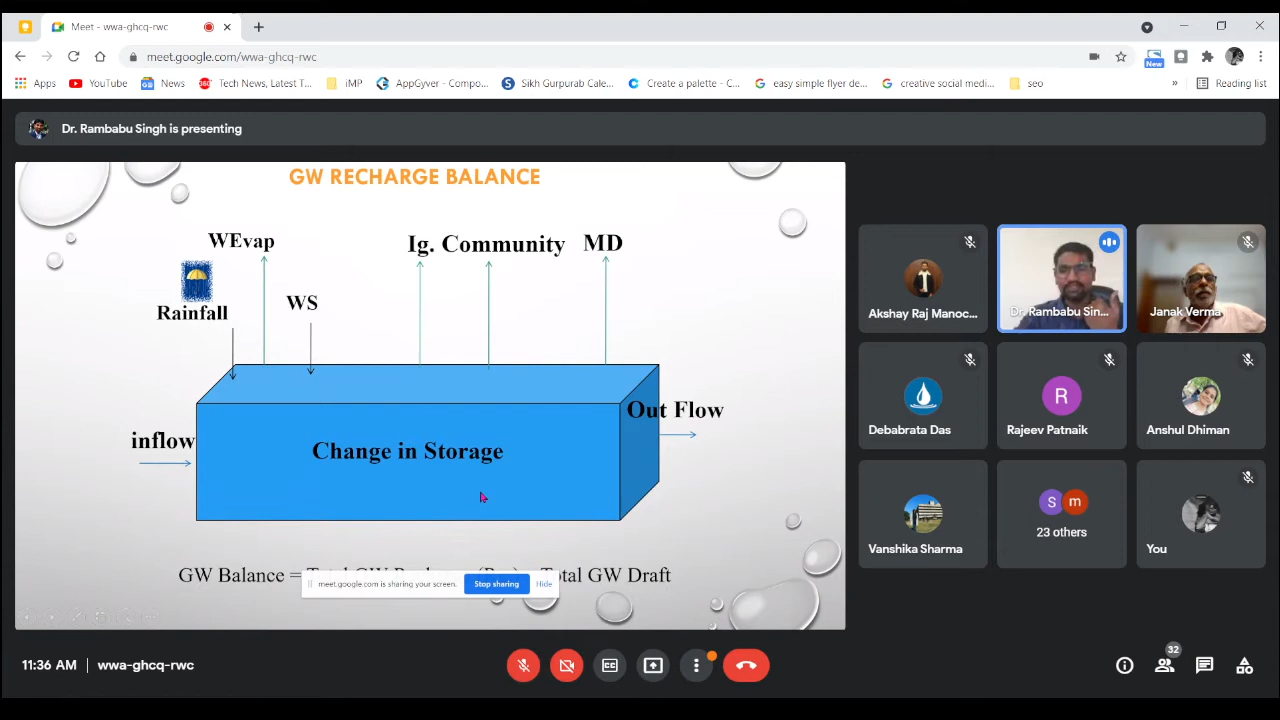 Meet - wwa-ghcq-rwc
meet.google.com/wwa-ghcq-rwc
New
Apps
YouTube
News
360°
Tech News, Latest T...
iMP
AppGyver - Compo...
S
Sikh Gurpurab Cale...
C
Create a palette - C...
G
easy simple flyer de...
G
creative social medi...
seo
»
Reading list
Dr. Rambabu Singh is presenting
GW RECHARGE BALANCE
WEvap
Ig. Community
MD
WS
Rainfall
Out Flow
inflow
Change in Storage
GW Balance =
Total GW Draft
meet.google.com is sharing your screen.
Stop sharing
Hide
Akshay Raj Manoc...
Dr. Rambabu Sin...
Janak Verma
Debabrata Das
R
Rajeev Patnaik
Anshul Dhiman
Vanshika Sharma
S
m
23 others
You
11:36 AM | wwa-ghcq-rwc
CC
32